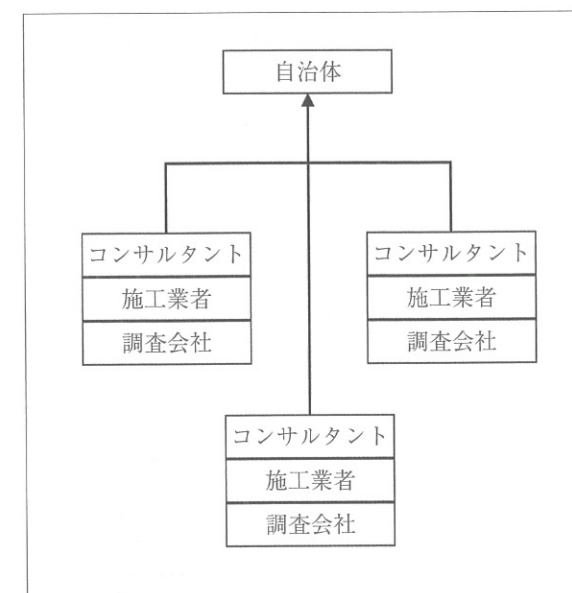 自治体
コンサルタント
施工業者
調査会社
コンサルタント
施工業者
調査会社
コンサルタント
施工業者
調査会社